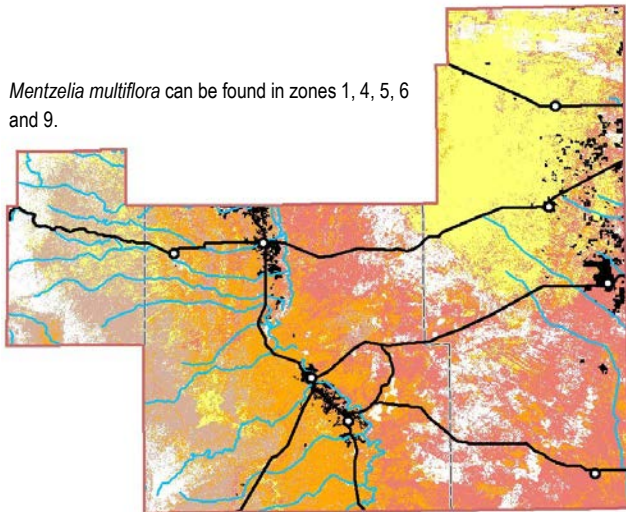 Mentzelia multiflora can be found in zones 1, 4, 5, 6
and 9.